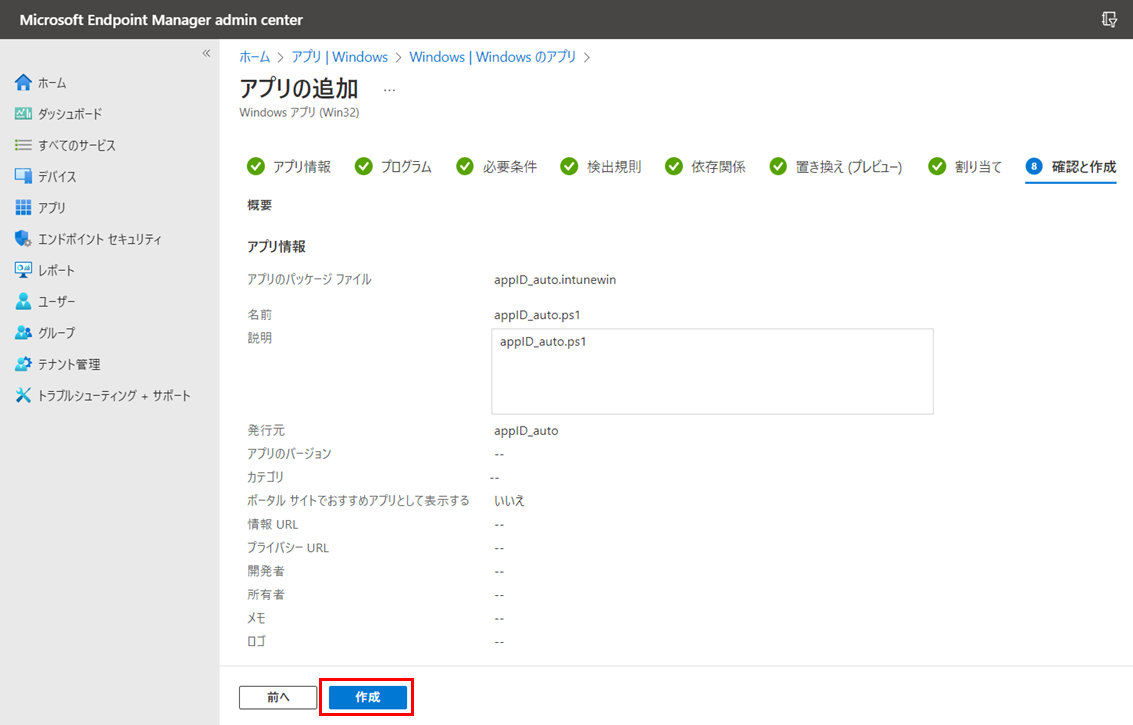 Microsoft Endpoint Manager admin center
«
ホーム
ダッシュボード
すべてのサービス
デバイス
アプリ
エンドポイント セキュリティ
レポート
ユーザー
グループ
テナント管理
トラブルシューティング + サポート
ホーム > アプリ | Windows > Windows | Windows のアプリ >
アプリの追加 …
Windows アプリ (Win32)
アプリ情報 プログラム 必要条件 検出規則 依存関係 置き換え (プレビュー) 割り当て 8 確認と作成
概要
アプリ情報
アプリのパッケージ ファイル appID_auto.intunewin
名前 appID_auto.ps1
説明 appID_auto.ps1
発行元 appID_auto
アプリのバージョン --
カテゴリ --
ポータル サイトでおすすめアプリとして表示する いいえ
情報 URL --
プライバシー URL --
開発者 --
所有者 --
メモ --
ロゴ --
前へ 作成